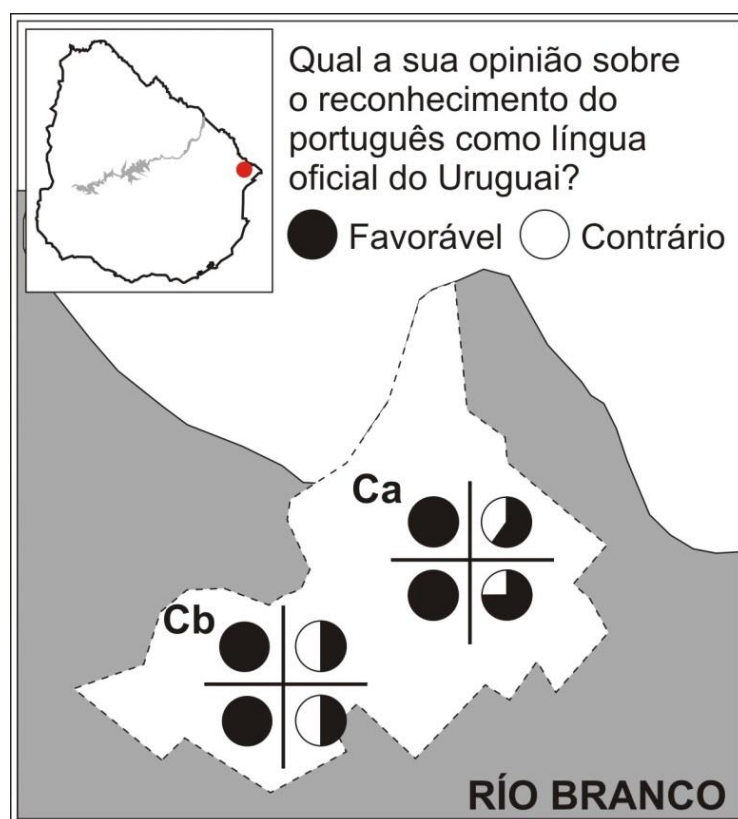 Qual a sua opinião sobre
o reconhecimento do
português como língua
oficial do Uruguai?
Favorável Contrário
Ca
Cb
RÍO BRANCO